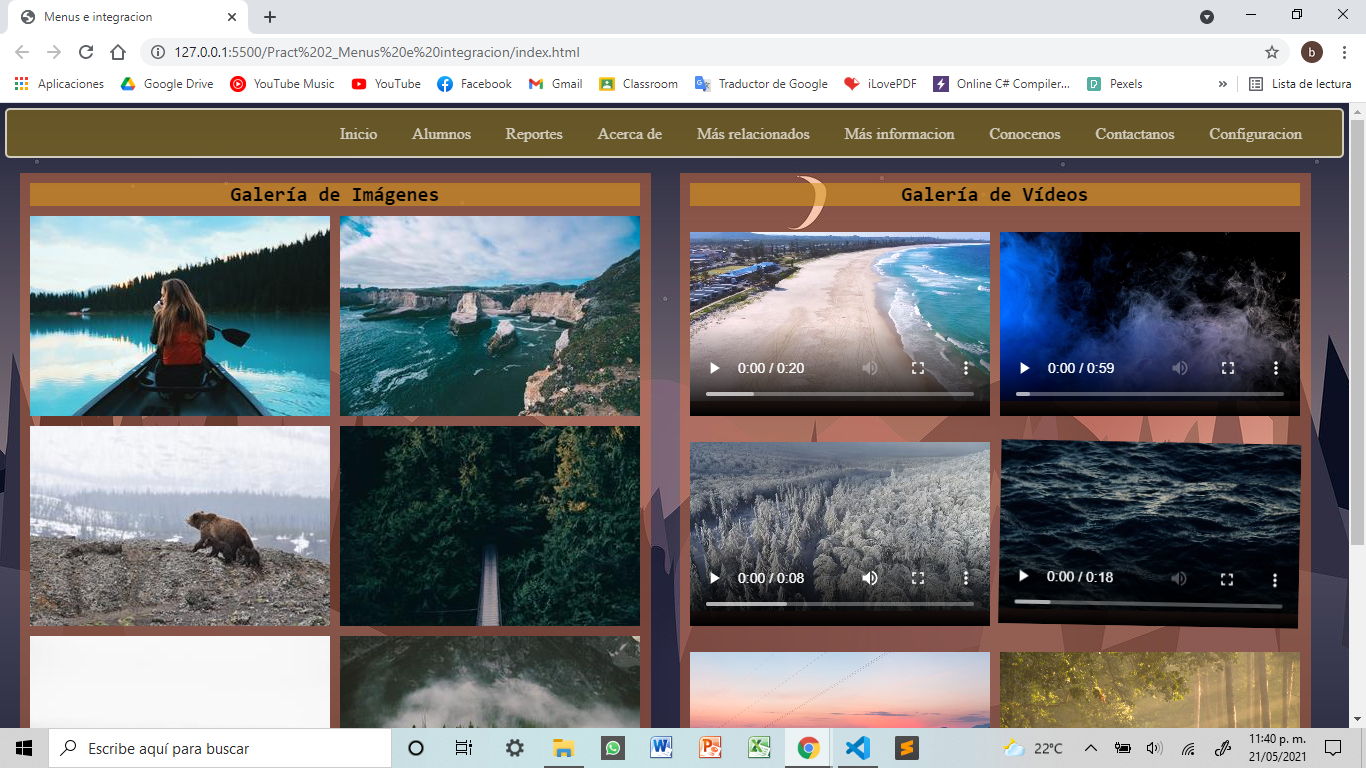 Menus e integracion
127.0.0.1:5500/Pract%202_Menus%20e%20integracion/index.html
b
Aplicaciones Google Drive YouTube Music YouTube Facebook Gmail Classroom Traductor de Google iLovePDF Online C# Compiler... Pexels » Lista de lectura
Inicio Alumnos Reportes Acerca de Más relacionados Más informacion Conocenos Contactanos Configuracion
Galería de Imágenes
Galería de Vídeos
0:00 / 0:20
0:00 / 0:59
0:00 / 0:08
0:00 / 0:18
Escribe aquí para buscar
22°C
11:40 p. m.
21/05/2021